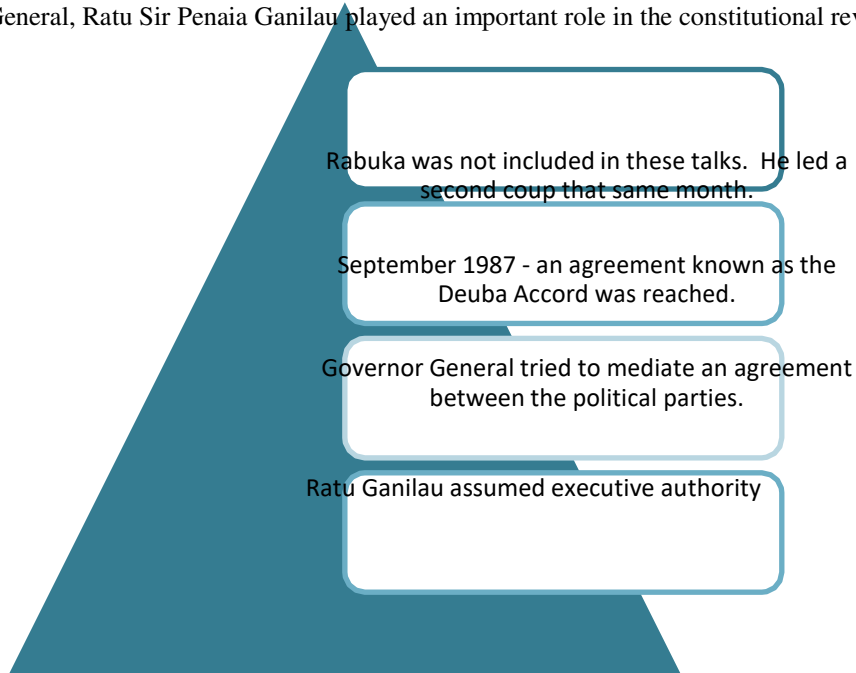 General, Ratu Sir Penaia Ganilau played an important role in the constitutional
Rabuka was not included in these talks. He led a
second coup that same month.
September 1987 - an agreement known as the
Deuba Accord was reached.
Governor General tried to mediate an agreement
between the political parties.
Ratu Ganilau assumed executive authority